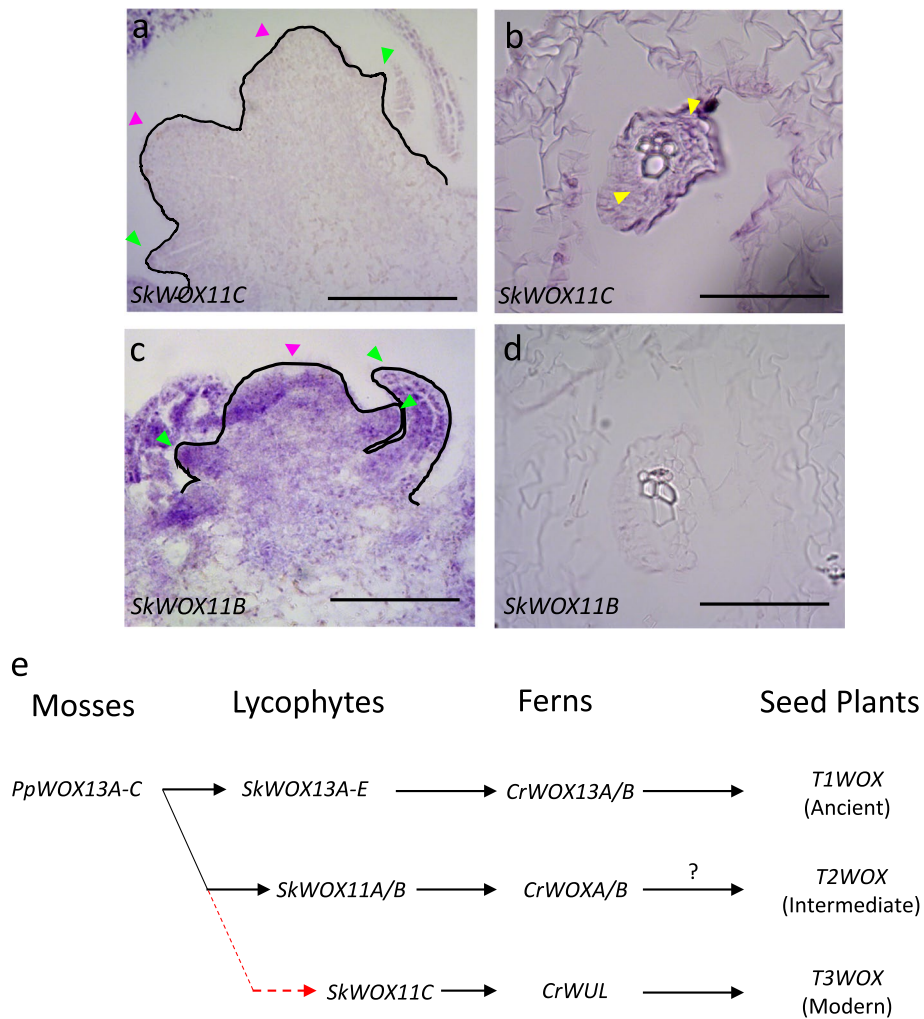 a
b
SkWOX11C
SkWOX11C
c
d
SkWOX11B
SkWOX11B
e
Mosses
Lycophytes
Ferns
Seed Plants
PpWOX13A-C
SkWOX13A-E
CrWOX13A/B
T1WOX
(Ancient)
SkWOX11A/B
CrWOXA/B
?
T2WOX
(Intermediate)
SkWOX11C
CrWUL
T3WOX
(Modern)